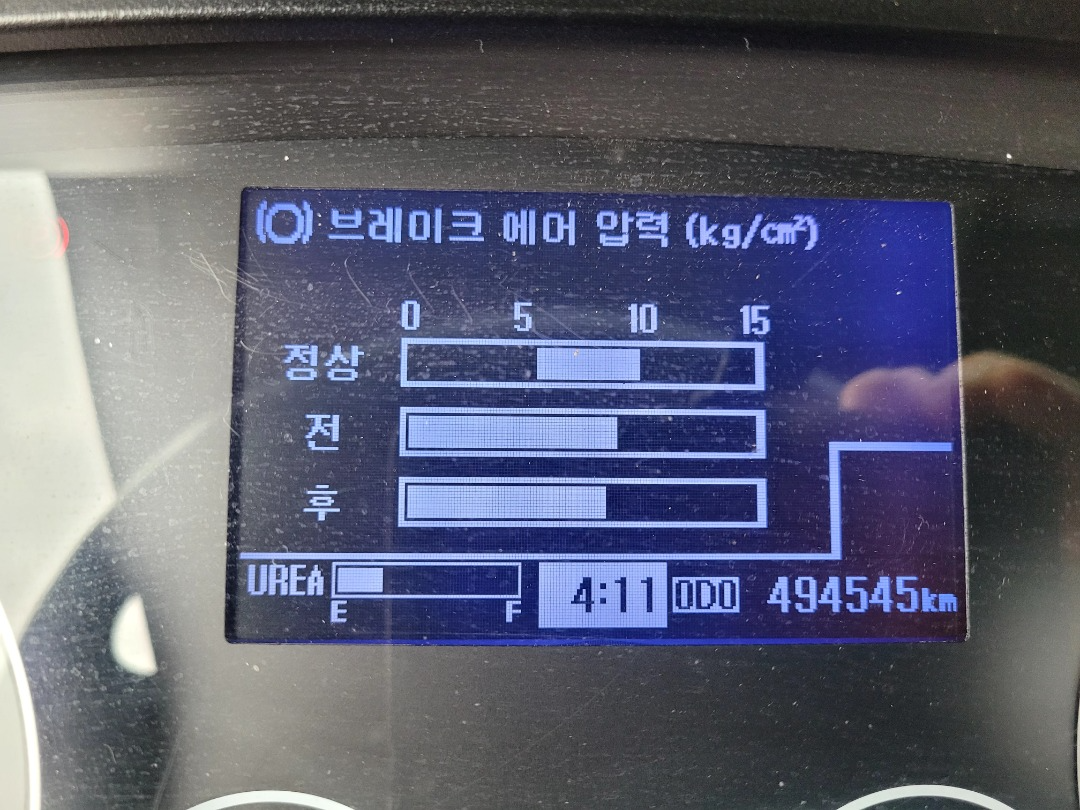 브레이크 에어 압력 (kg/cm²)
0 5 10 15
정상
전
후
UREA E F 4:11 ODO 494545km